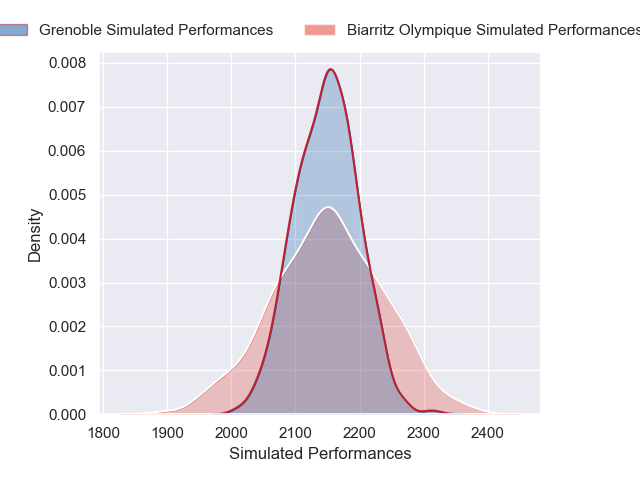 Grenoble Simulated Performances
Biarritz Olympique Simulated Performances
0.008
0.007
0.006
0.005
0.004
0.003
0.002
0.001
0.000
Density
1800 1900 2000 2100 2200 2300 2400
Simulated Performances